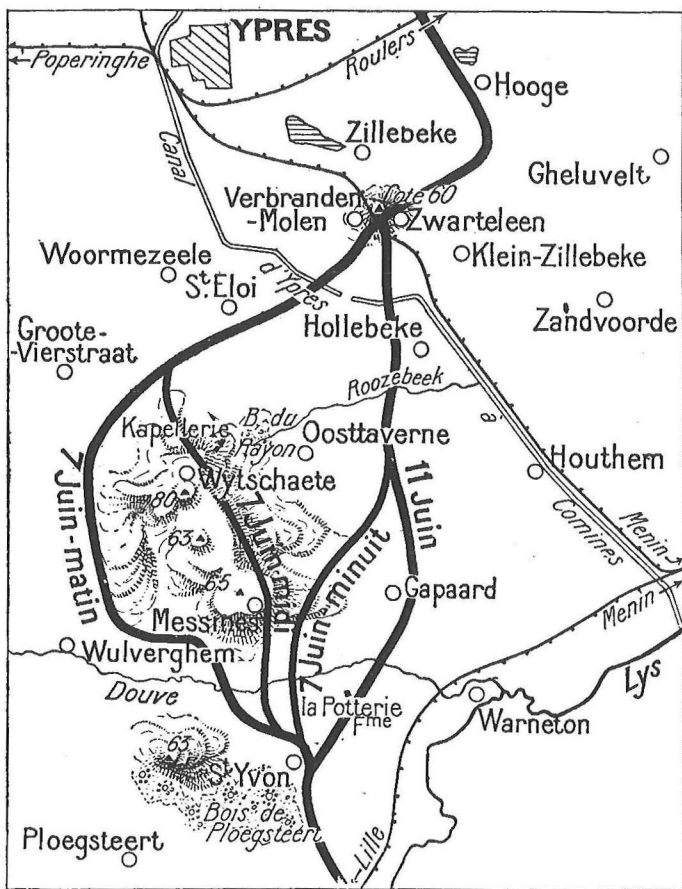 YPRES
Poperinghe
Roulers
Hooge
Canal
Zillebeke
Gheluvelt
Cote 60
Verbranden
-Molen
Zwarteleen
Klein-Zillebeke
Woormezeele
d'Ypres
St. Eloi
Zandvoorde
Hollebeke
Groote-
-Vierstraat
Roozebeek
à
Kapellerie
B. du
Rayon
Oosttaverne
Houthem
7 Juin-matin
Wytschaete
80
7 Juin-midi
11 Juin
Comines
Menin
63
7 Juin-minuit
65
Gapaard
Messines
Menin
Wulverghem
Lys
Douve
la Potterie
Fme
Warneton
63
St Yvon
Bois de
Ploegsteert
Ploegsteert
Lille